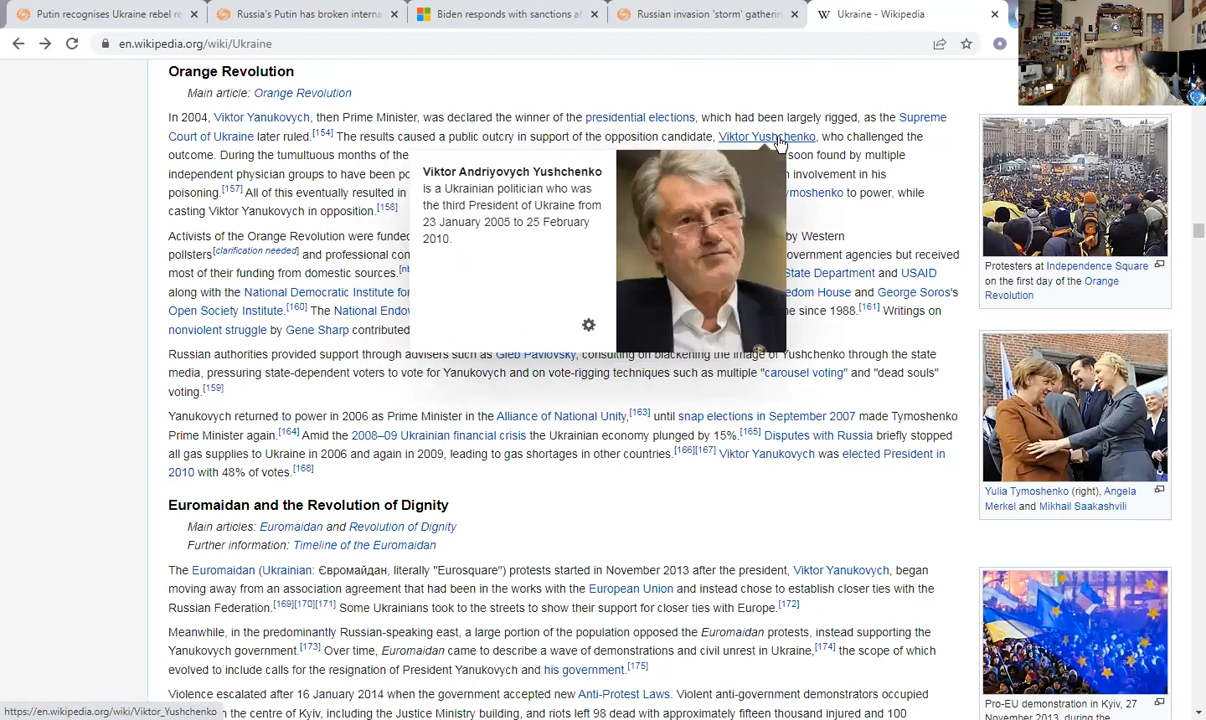 Putin recognises Ukraine rebel re
Russia's Putin has broken interna
Biden responds with sanctions af
Russian invasion 'storm' gatherin
Ukraine - Wikipedia
en.wikipedia.org/wiki/Ukraine
Orange Revolution
Main article: Orange Revolution
In 2004, Viktor Yanukovych, then Prime Minister, was declared the winner of the presidential elections, which had been largely rigged, as the Supreme
Court of Ukraine later ruled.[154] The results caused a public outcry in support of the opposition candidate, Viktor Yushchenko, who challenged the
outcome. During the tumultuous months of the soon found by multiple
independent physician groups to have been po n involvement in his
poisoning.[157] All of this eventually resulted in ymoshenko to power, while
casting Viktor Yanukovych in opposition.[158]
Activists of the Orange Revolution were funde by Western
pollsters[clarification needed] and professional con overnment agencies but received
most of their funding from domestic sources.[n State Department and USAID
along with the National Democratic Institute for edom House and George Soros's
Open Society Institute.[160] The National Endov e since 1988.[161] Writings on
nonviolent struggle by Gene Sharp contributed
Viktor Andriyovych Yushchenko
is a Ukrainian politician who was
the third President of Ukraine from
23 January 2005 to 25 February
2010.
Russian authorities provided support through advisers such as Gleb Pavlovsky, consulting on blackening the image of Yushchenko through the state
media, pressuring state-dependent voters to vote for Yanukovych and on vote-rigging techniques such as multiple "carousel voting" and "dead souls"
voting.[159]
Yanukovych returned to power in 2006 as Prime Minister in the Alliance of National Unity,[163] until snap elections in September 2007 made Tymoshenko
Prime Minister again.[164] Amid the 2008–09 Ukrainian financial crisis the Ukrainian economy plunged by 15%.[165] Disputes with Russia briefly stopped
all gas supplies to Ukraine in 2006 and again in 2009, leading to gas shortages in other countries.[166][167] Viktor Yanukovych was elected President in
2010 with 48% of votes.[168]
Euromaidan and the Revolution of Dignity
Main articles: Euromaidan and Revolution of Dignity
Further information: Timeline of the Euromaidan
The Euromaidan (Ukrainian: Євромайдан, literally "Eurosquare") protests started in November 2013 after the president, Viktor Yanukovych, began
moving away from an association agreement that had been in the works with the European Union and instead chose to establish closer ties with the
Russian Federation.[169][170][171] Some Ukrainians took to the streets to show their support for closer ties with Europe.[172]
Meanwhile, in the predominantly Russian-speaking east, a large portion of the population opposed the Euromaidan protests, instead supporting the
Yanukovych government.[173] Over time, Euromaidan came to describe a wave of demonstrations and civil unrest in Ukraine,[174] the scope of which
evolved to include calls for the resignation of President Yanukovych and his government.[175]
Violence escalated after 16 January 2014 when the government accepted new Anti-Protest Laws. Violent anti-government demonstrators occupied
n the centre of Kyiv, including the Justice Ministry building, and riots left 98 dead with approximately fifteen thousand injured and 100
https://en.wikipedia.org/wiki/Viktor_Yushchenko
Protesters at Independence Square
on the first day of the Orange
Revolution
Yulia Tymoshenko (right), Angela
Merkel and Mikhail Saakashvili
Pro-EU demonstration in Kyiv, 27
November 2013, during the
NOTICE